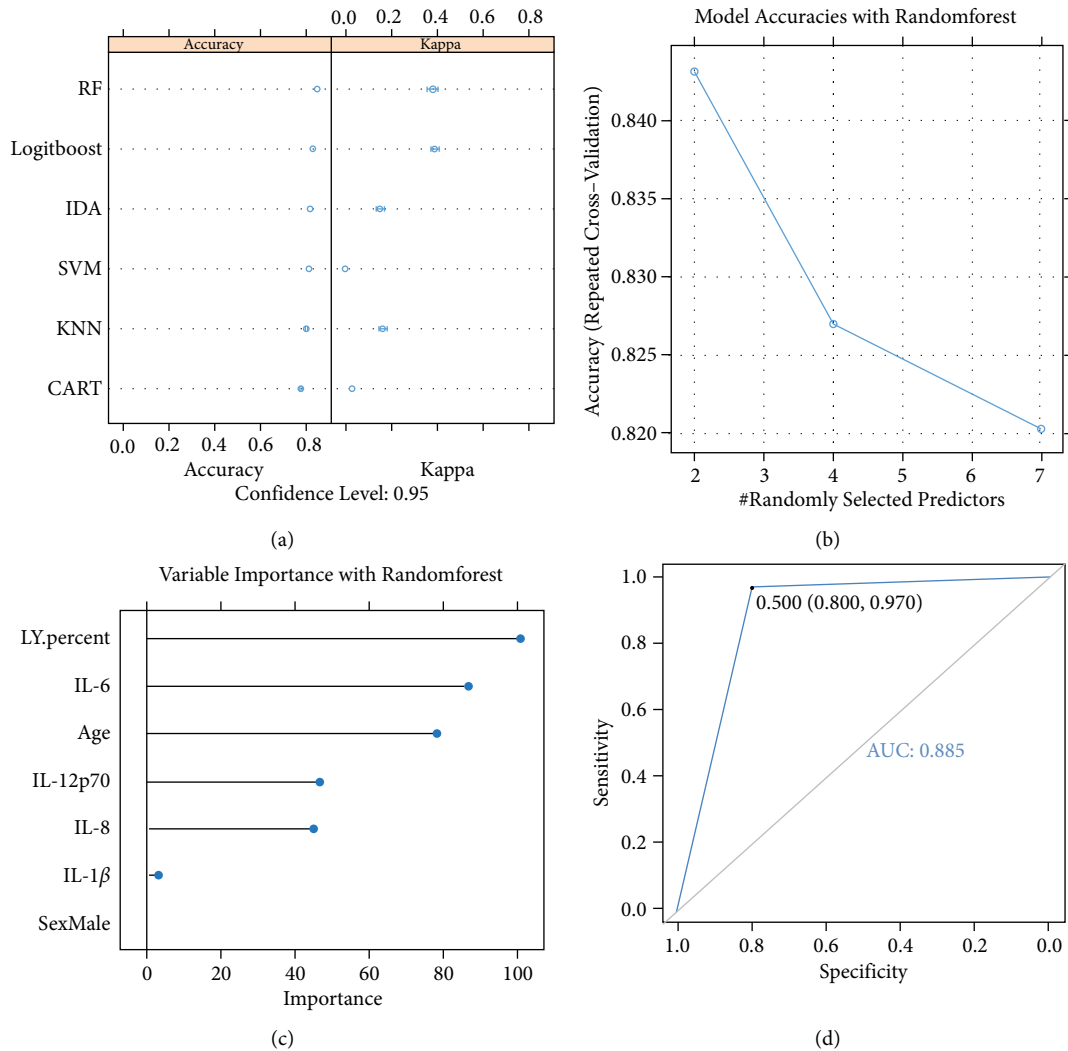 0.0 0.2 0.4 0.6 0.8
Accuracy Kappa
RF
Logitboost
IDA
SVM
KNN
CART
0.0 0.2 0.4 0.6 0.8
Accuracy Kappa
Confidence Level: 0.95
(a)
Model Accuracies with Randomforest
Accuracy (Repeated Cross–Validation)
0.840
0.835
0.830
0.825
0.820
2 3 4 5 6 7
#Randomly Selected Predictors
(b)
Variable Importance with Randomforest
LY.percent
IL-6
Age
IL-12p70
IL-8
IL-1β
SexMale
0 20 40 60 80 100
Importance
(c)
Sensitivity
1.0
0.8
0.6
0.4
0.2
0.0
0.500 (0.800, 0.970)
AUC: 0.885
1.0 0.8 0.6 0.4 0.2 0.0
Specificity
(d)